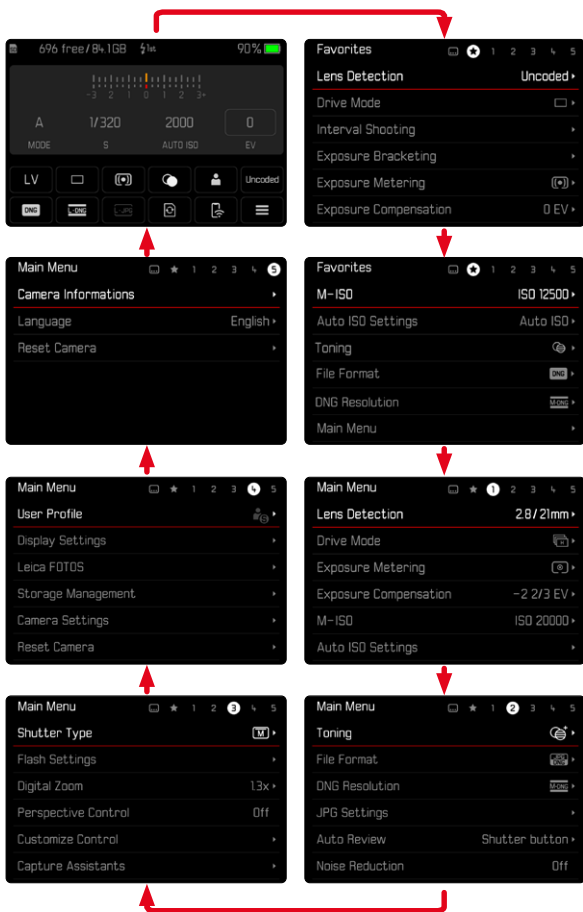 696 free / 84.1GB 1st. 90%
-3 2 1 0 1 2 3+
A 1/320 2000 0
MODE S AUTO ISO EV
LV Uncoded
DNG L-DNG L-JPG
Favorites 1 2 3 4 5
Lens Detection Uncoded
Drive Mode
Interval Shooting
Exposure Bracketing
Exposure Metering
Exposure Compensation 0 EV
Favorites 1 2 3 4 5
M-ISO ISO 12500
Auto ISO Settings Auto ISO
Toning
File Format DNG
DNG Resolution M-DNG
Main Menu
Main Menu 1 2 3 4 5
Lens Detection 2.8 / 21mm
Drive Mode
Exposure Metering
Exposure Compensation -2 2/3 EV
M-ISO ISO 20000
Auto ISO Settings
Main Menu 1 2 3 4 5
Toning
File Format JPG DNG
DNG Resolution M-DNG
JPG Settings
Auto Review Shutter button
Noise Reduction Off
Main Menu 1 2 3 4 5
Shutter Type M
Flash Settings
Digital Zoom 1.3x
Perspective Control Off
Customize Control
Capture Assistants
Main Menu 1 2 3 4 5
User Profile
Display Settings
Leica FOTOS
Storage Management
Camera Settings
Reset Camera
Main Menu 1 2 3 4 5
Camera Informations
Language English
Reset Camera